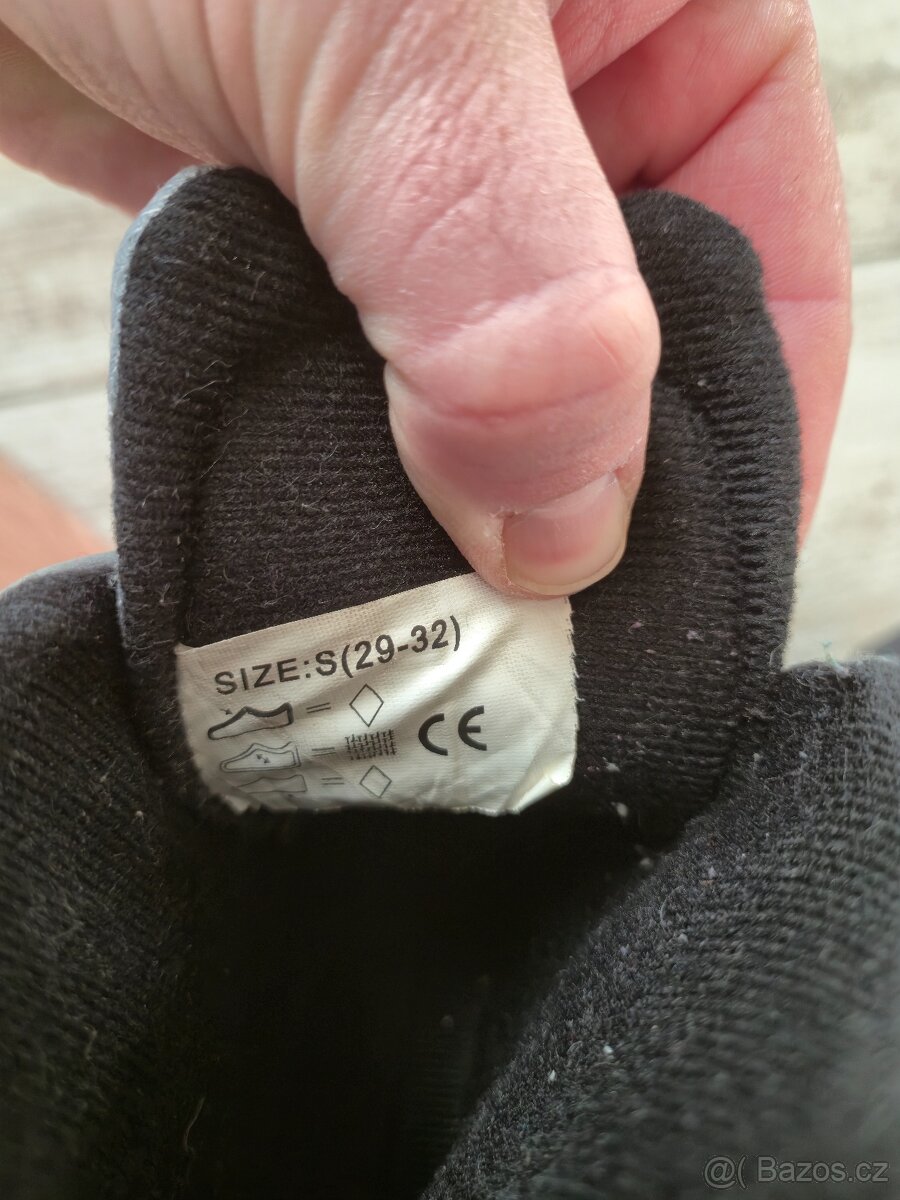 SIZE:S(29-32)
= 
= CE
=
@( Bazos.cz